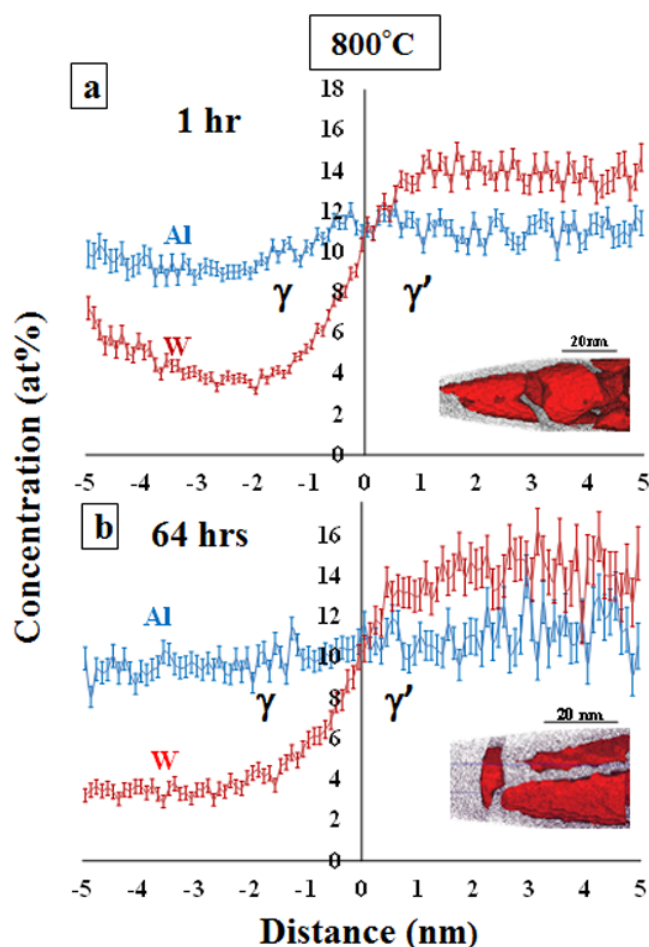 800°C
a
1 hr
18
16
14
12
10
8
6
4
2
0
Al
W
γ
γ'
20nm
-5 -4 -3 -2 -1 0 1 2 3 4 5
b
64 hrs
16
14
12
10
8
6
4
2
0
Al
W
γ
γ'
20 nm
-5 -4 -3 -2 -1 0 1 2 3 4 5
Concentration (at%)
Distance (nm)